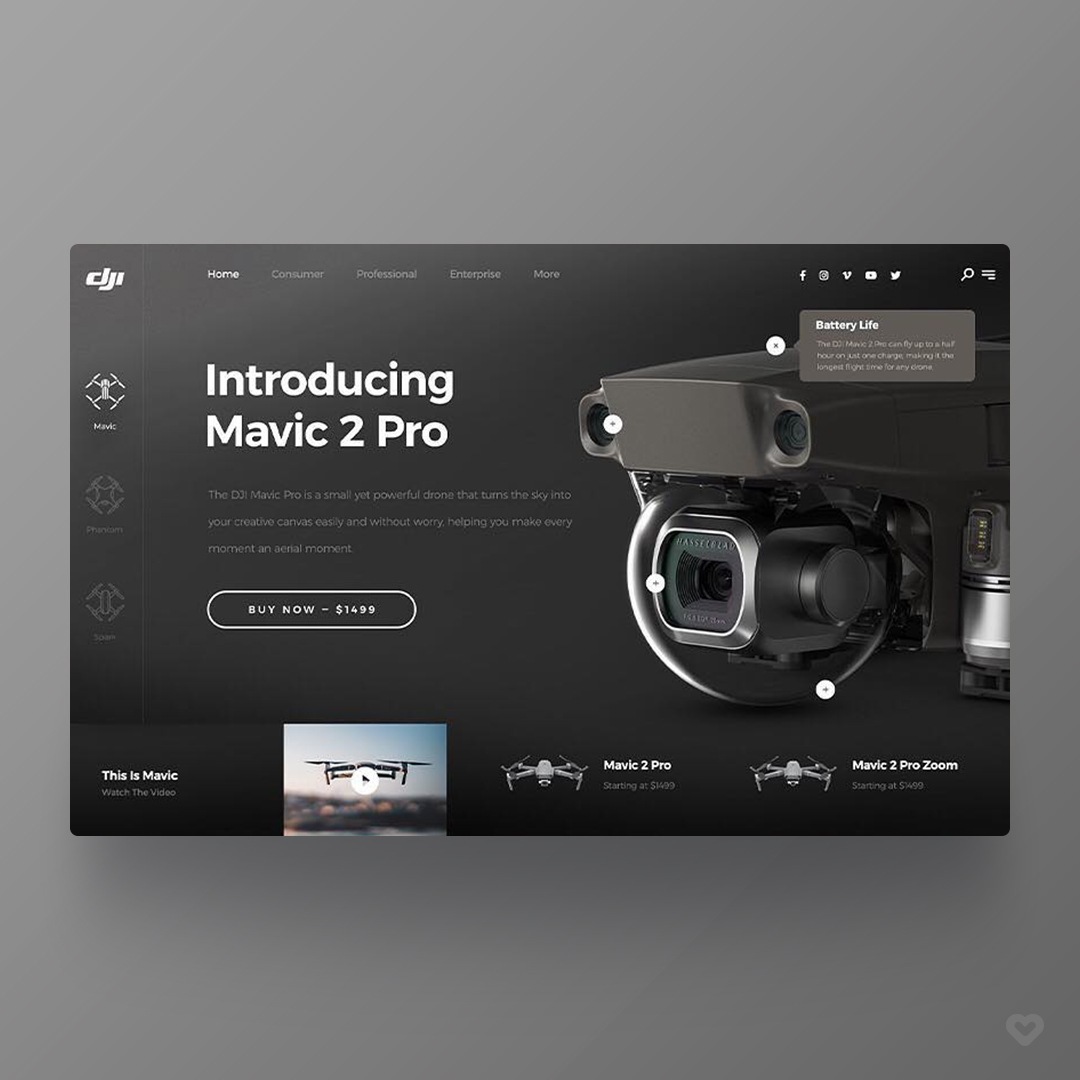 dji
Home Consumer Professional Enterprise More
Battery Life
The DJI Mavic 2 Pro can fly up to a half
hour on just one charge, making it the
longest flight time for any drone.
Introducing
Mavic 2 Pro
Mavic
Phantom
Spark
The DJI Mavic Pro is a small yet powerful drone that turns the sky into
your creative canvas easily and without worry, helping you make every
moment an aerial moment.
BUY NOW – $1499
HASSELBLAD
This Is Mavic
Watch The Video
Mavic 2 Pro
Starting at $1499
Mavic 2 Pro Zoom
Starting at $1499